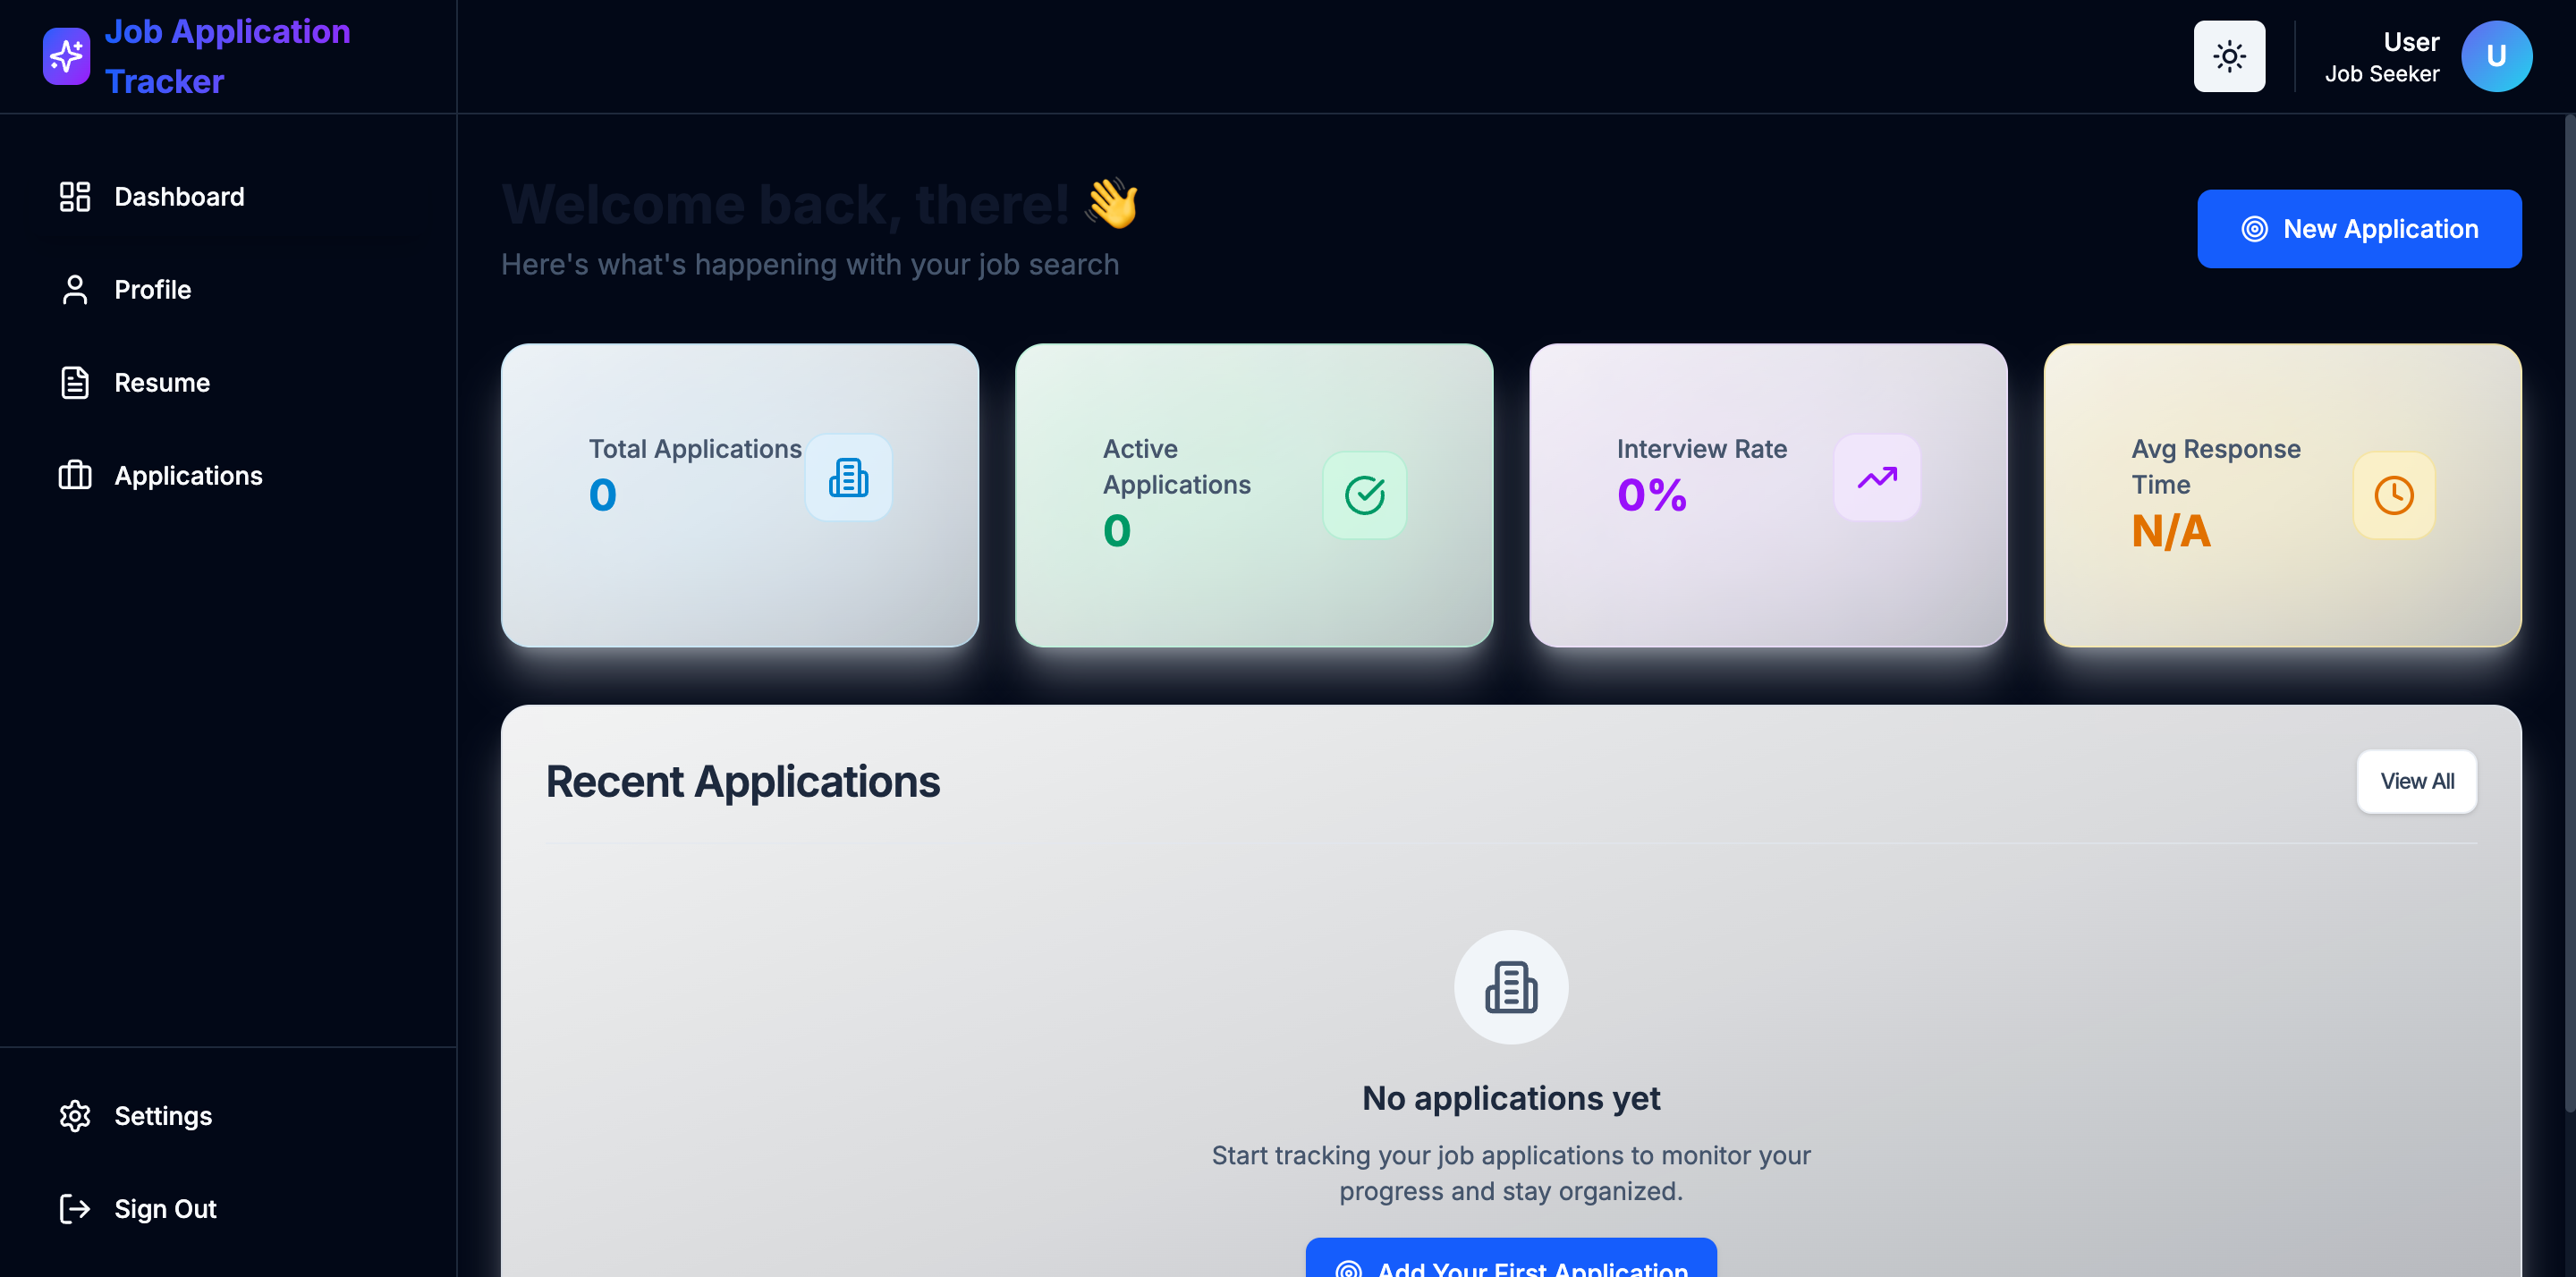 Job Application
Tracker
User
Job Seeker
U
Dashboard
Profile
Resume
Applications
Settings
Sign Out
Welcome back, there! 👋
Here's what's happening with your job search
New Application
Total Applications
0
Active
Applications
0
Interview Rate
0%
Avg Response
Time
N/A
Recent Applications
View All
No applications yet
Start tracking your job applications to monitor your
progress and stay organized.
Add Your First Application